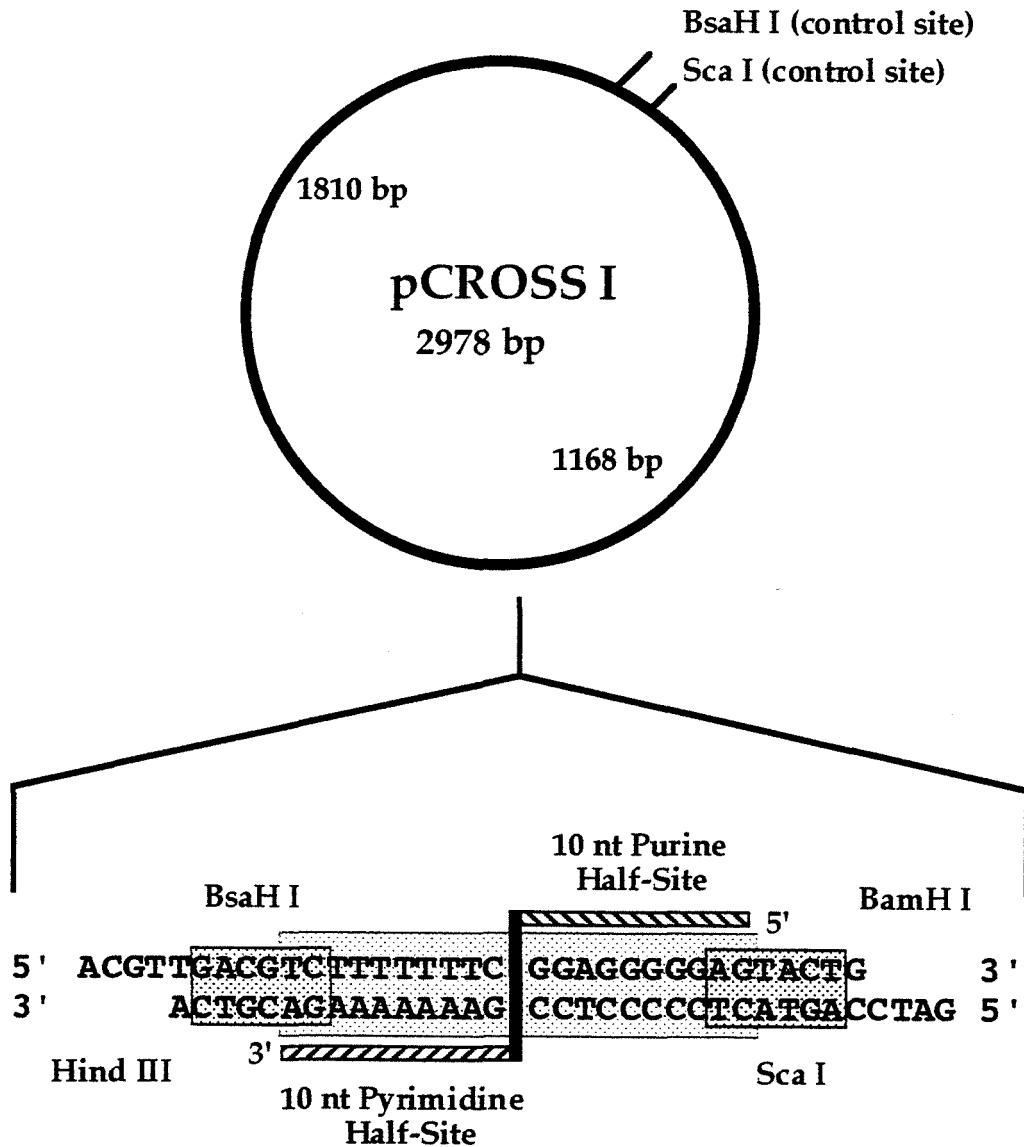 BsaH I (control site)
Sca I (control site)
1810 bp
pCROSS I
2978 bp
1168 bp
10 nt Purine
Half-Site
BsaH I
BamH I
5'
5' ACGTTGACGTCTTTTTTTC GGAGGGGGAGTACTG 3'
3' ACTGCAGAAAAAAAG CCTCCCCCTCATGACCTAG 5'
3'
Hind III
Sca I
10 nt Pyrimidine
Half-Site